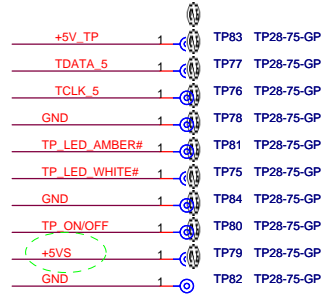 +5V_TP 1 TP83 TP28-75-GP
TDATA_5 1 TP77 TP28-75-GP
TCLK_5 1 TP76 TP28-75-GP
GND 1 TP78 TP28-75-GP
TP_LED_AMBER# 1 TP81 TP28-75-GP
TP_LED_WHITE# 1 TP75 TP28-75-GP
GND 1 TP84 TP28-75-GP
TP_ON/OFF 1 TP80 TP28-75-GP
+5VS 1 TP79 TP28-75-GP
GND 1 TP82 TP28-75-GP